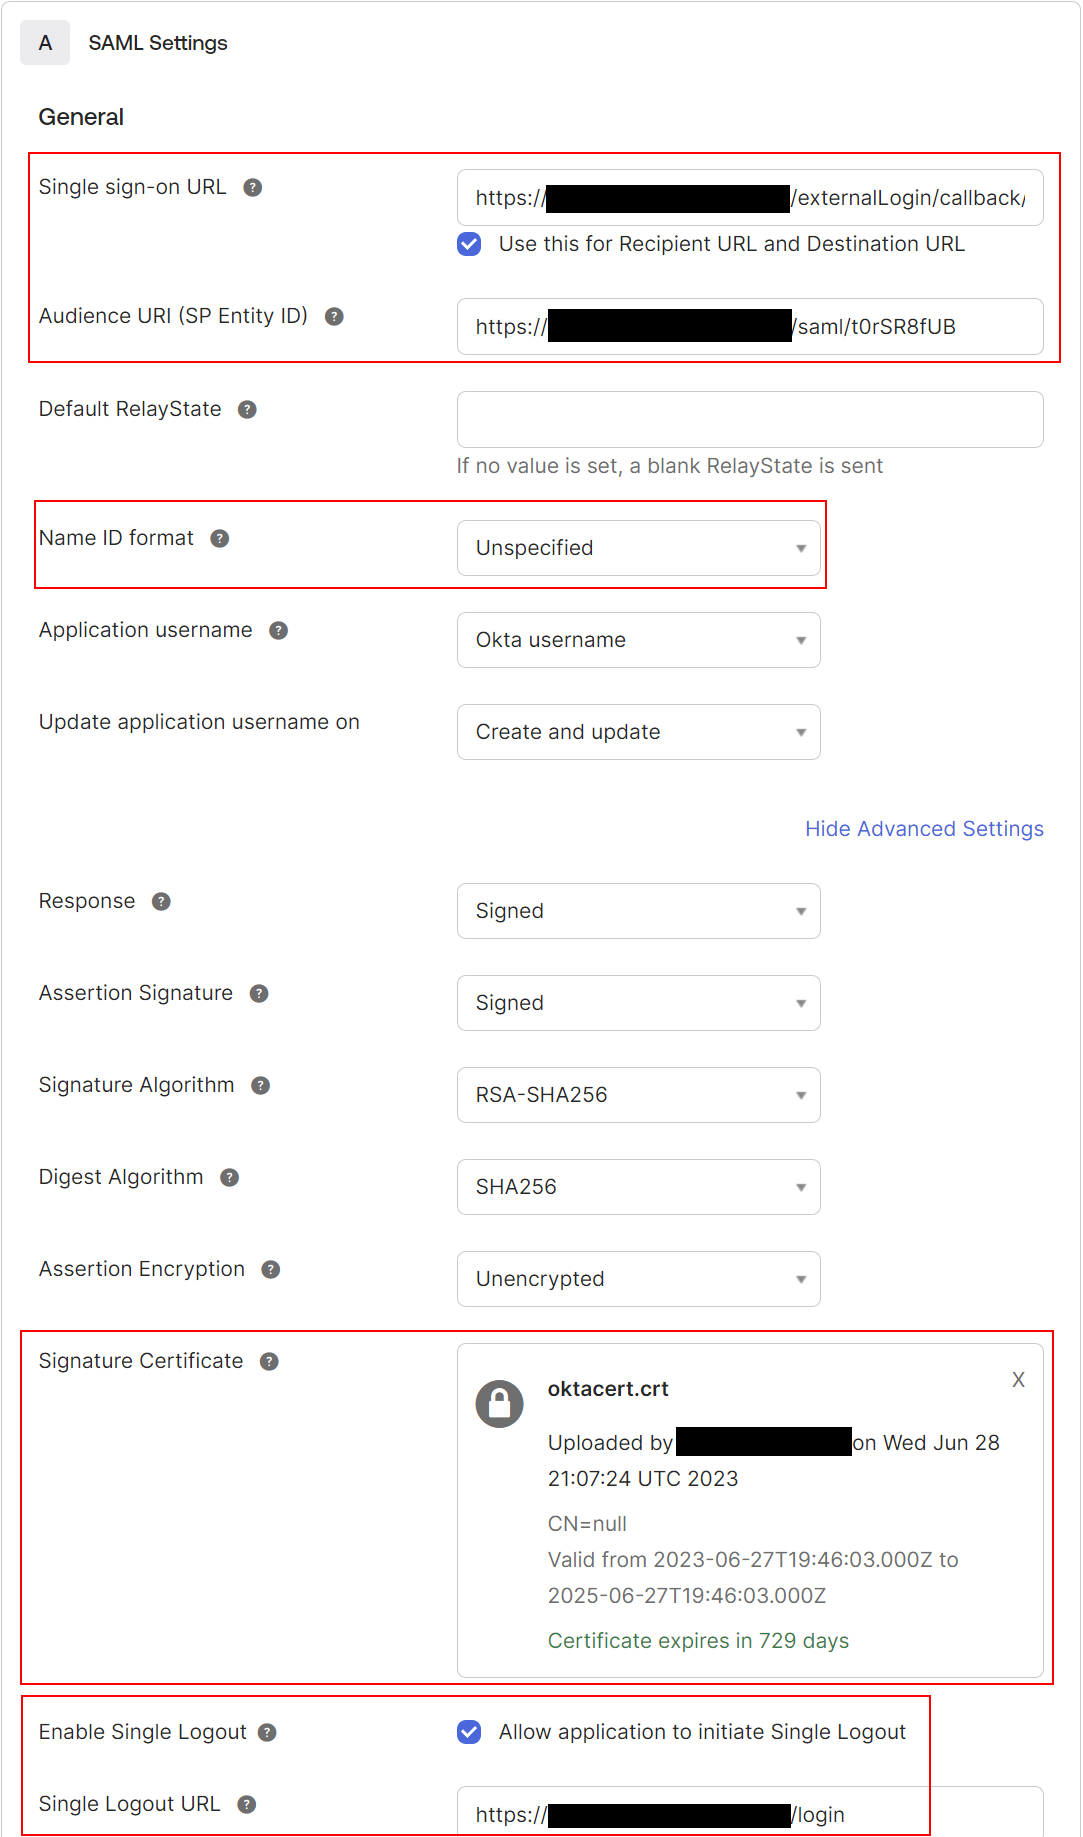 A SAML Settings
General
Single sign-on URL ?
https:// /externalLogin/callback/
Use this for Recipient URL and Destination URL
Audience URI (SP Entity ID) ?
https:// /saml/t0rSR8fUB
Default RelayState ?
If no value is set, a blank RelayState is sent
Name ID format ? Unspecified
Application username ? Okta username
Update application username on Create and update
Hide Advanced Settings
Response ? Signed
Assertion Signature ? Signed
Signature Algorithm ? RSA-SHA256
Digest Algorithm ? SHA256
Assertion Encryption ? Unencrypted
Signature Certificate ?
oktacert.crt X
Uploaded by on Wed Jun 28
21:07:24 UTC 2023
CN=null
Valid from 2023-06-27T19:46:03.000Z to
2025-06-27T19:46:03.000Z
Certificate expires in 729 days
Enable Single Logout ? Allow application to initiate Single Logout
Single Logout URL ? https:// /login